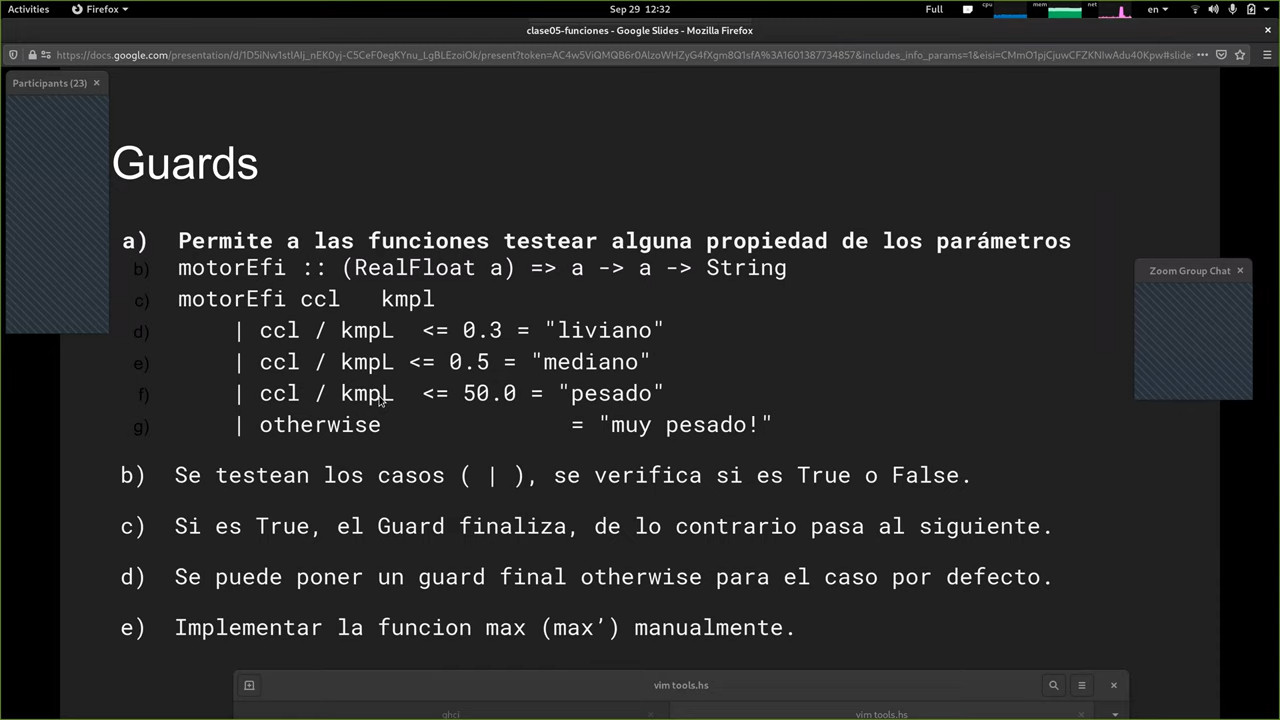 Activities Firefox Sep 29 12:32 Full cpu mem net en
clase05-funciones - Google Slides - Mozilla Firefox
Participants (23)
Guards
a) Permite a las funciones testear alguna propiedad de los parámetros
b) motorEfi :: (RealFloat a) => a -> a -> String
c) motorEfi ccl kmpl
d) | ccl / kmpL <= 0.3 = "liviano"
e) | ccl / kmpL <= 0.5 = "mediano"
f) | ccl / kmpL <= 50.0 = "pesado"
g) | otherwise = "muy pesado!"
Zoom Group Chat
b) Se testean los casos ( | ), se verifica si es True o False.
c) Si es True, el Guard finaliza, de lo contrario pasa al siguiente.
d) Se puede poner un guard final otherwise para el caso por defecto.
e) Implementar la funcion max (max’) manualmente.
vim tools.hs
ghci vim tools.hs